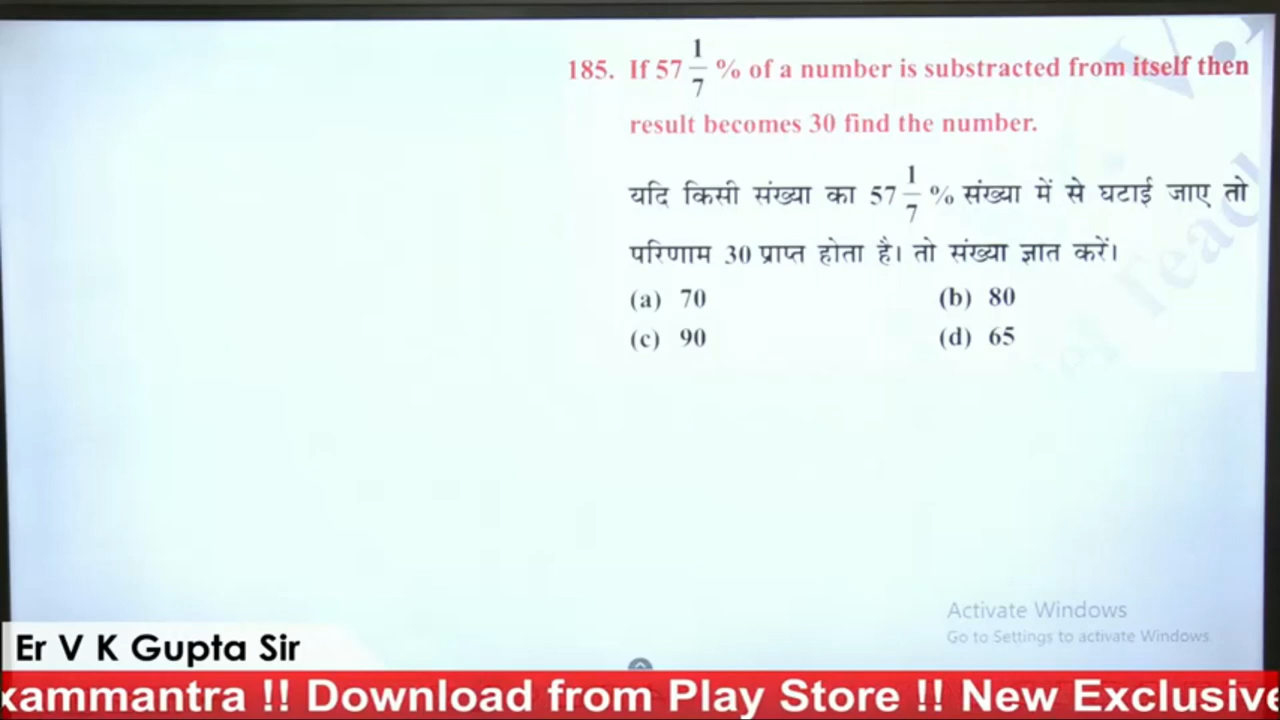 185. If 57 1/7 % of a number is substracted from itself then
result becomes 30 find the number.
यदि किसी संख्या का 57 1/7 % संख्या में से घटाई जाए तो
परिणाम 30 प्राप्त होता है। तो संख्या ज्ञात करें।
(a) 70 (b) 80
(c) 90 (d) 65
Activate Windows
Go to Settings to activate Windows.
Er V K Gupta Sir
xammantra !! Download from Play Store !! New Exclusive